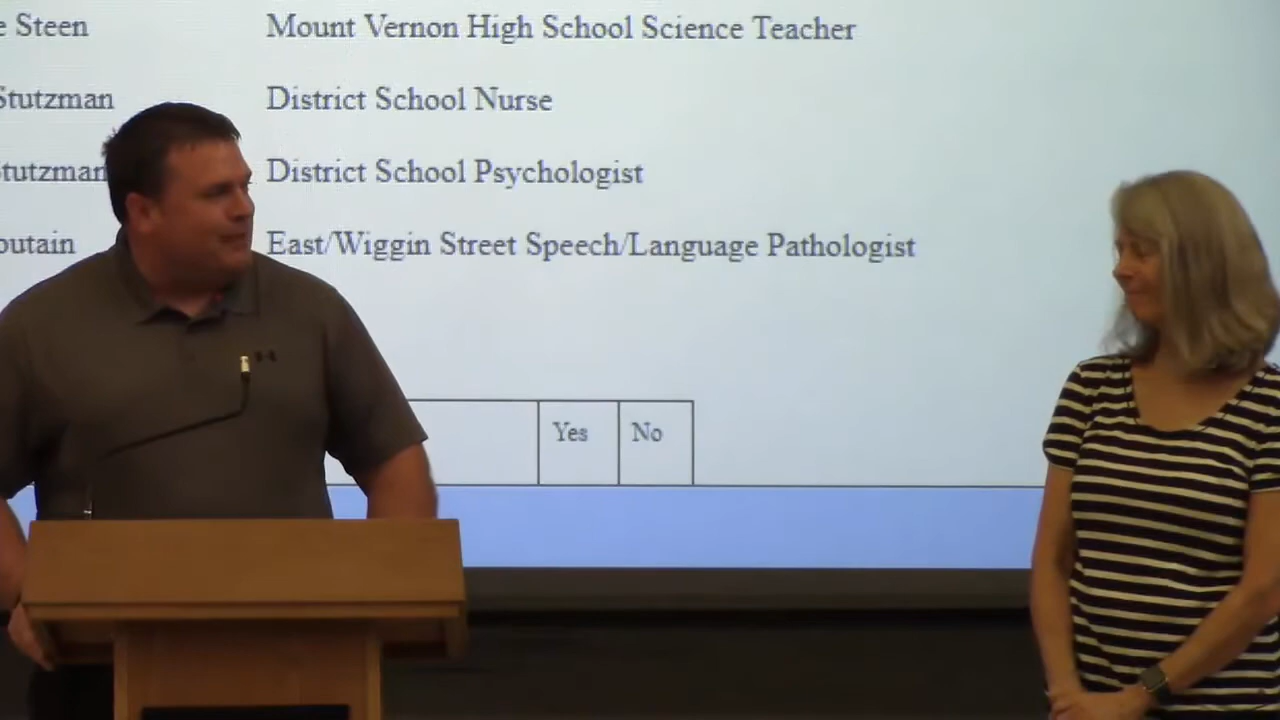 e Steen Mount Vernon High School Science Teacher
Stutzman District School Nurse
Stutzman District School Psychologist
outain East/Wiggin Street Speech/Language Pathologist
Yes No